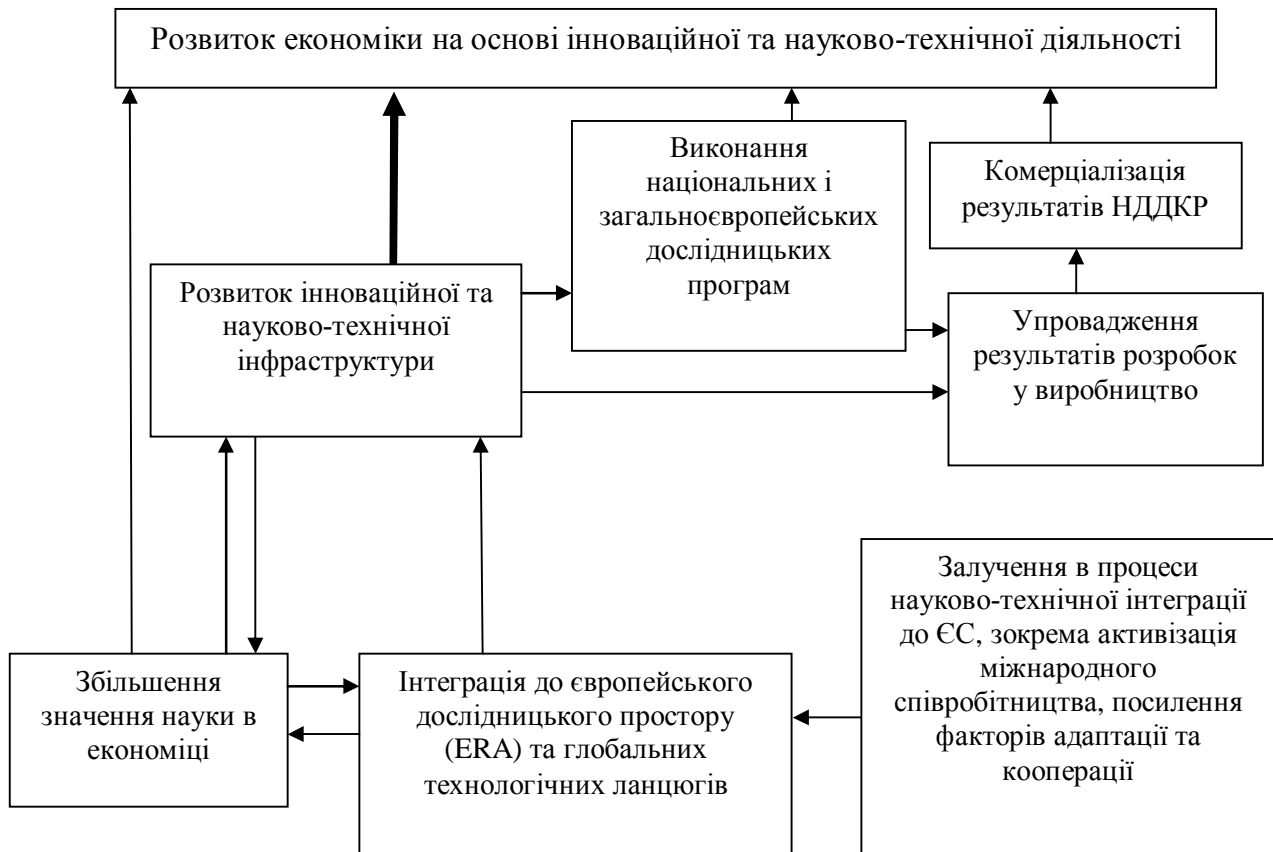 Розвиток економіки на основі інноваційної та науково-технічної діяльності
Виконання
національних і
загальноєвропейських
дослідницьких
програм
Комерціалізація
результатів НДДКР
Розвиток інноваційної та
науково-технічної
інфраструктури
Упровадження
результатів розробок
у виробництво
Залучення в процеси
науково-технічної інтеграції
до ЄС, зокрема активізація
міжнародного
співробітництва, посилення
факторів адаптації та
кооперації
Збільшення
значення науки в
економіці
Інтеграція до європейського
дослідницького простору
(ERA) та глобальних
технологічних ланцюгів